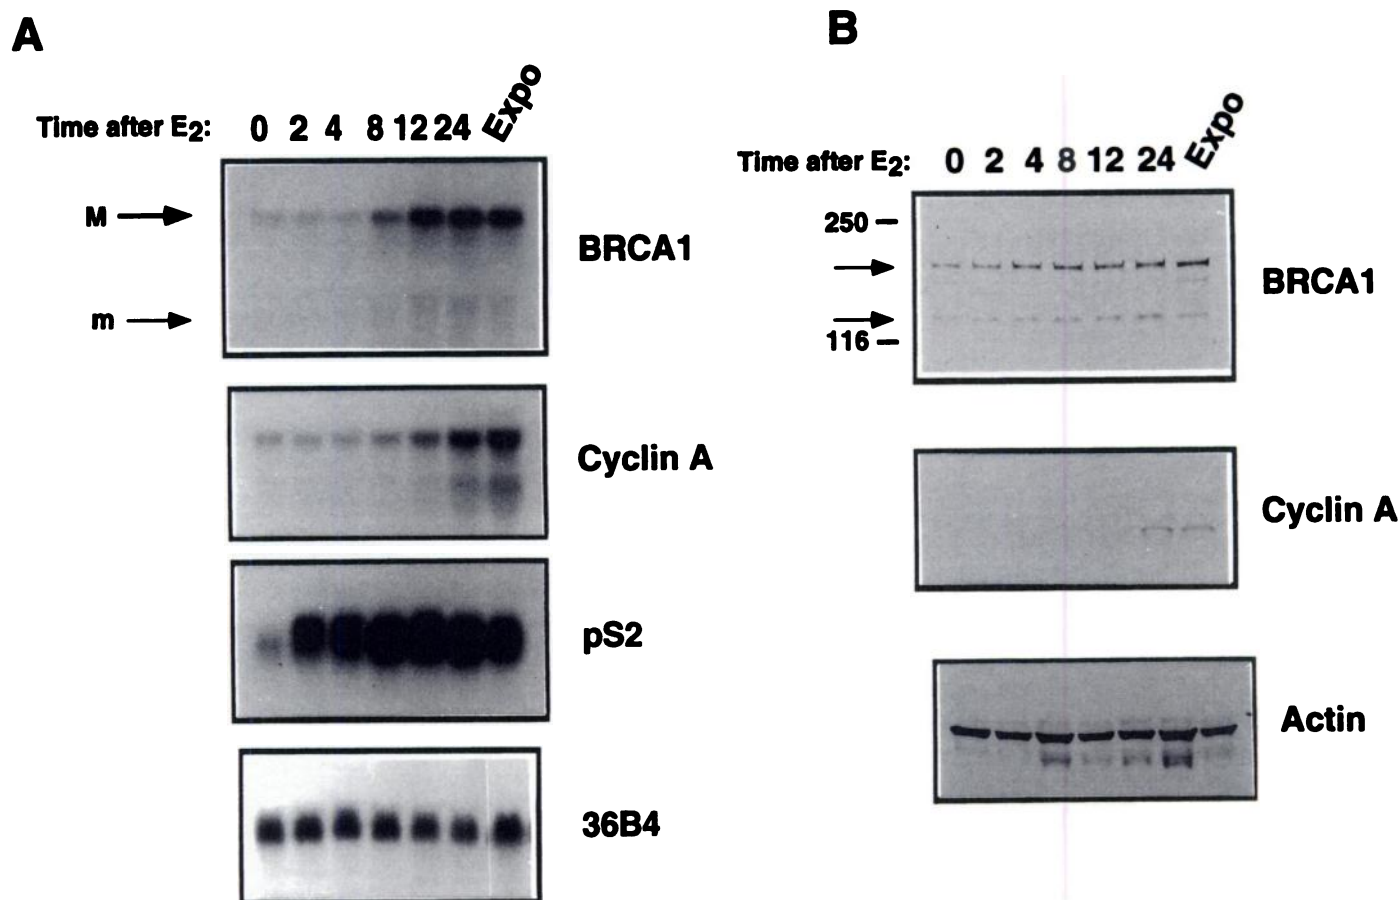 A
Time after E2: 0 2 4 8 12 24 Expo
M
BRCA1
m
Cyclin A
pS2
36B4
B
Time after E2: 0 2 4 8 12 24 Expo
250
BRCA1
116
Cyclin A
Actin